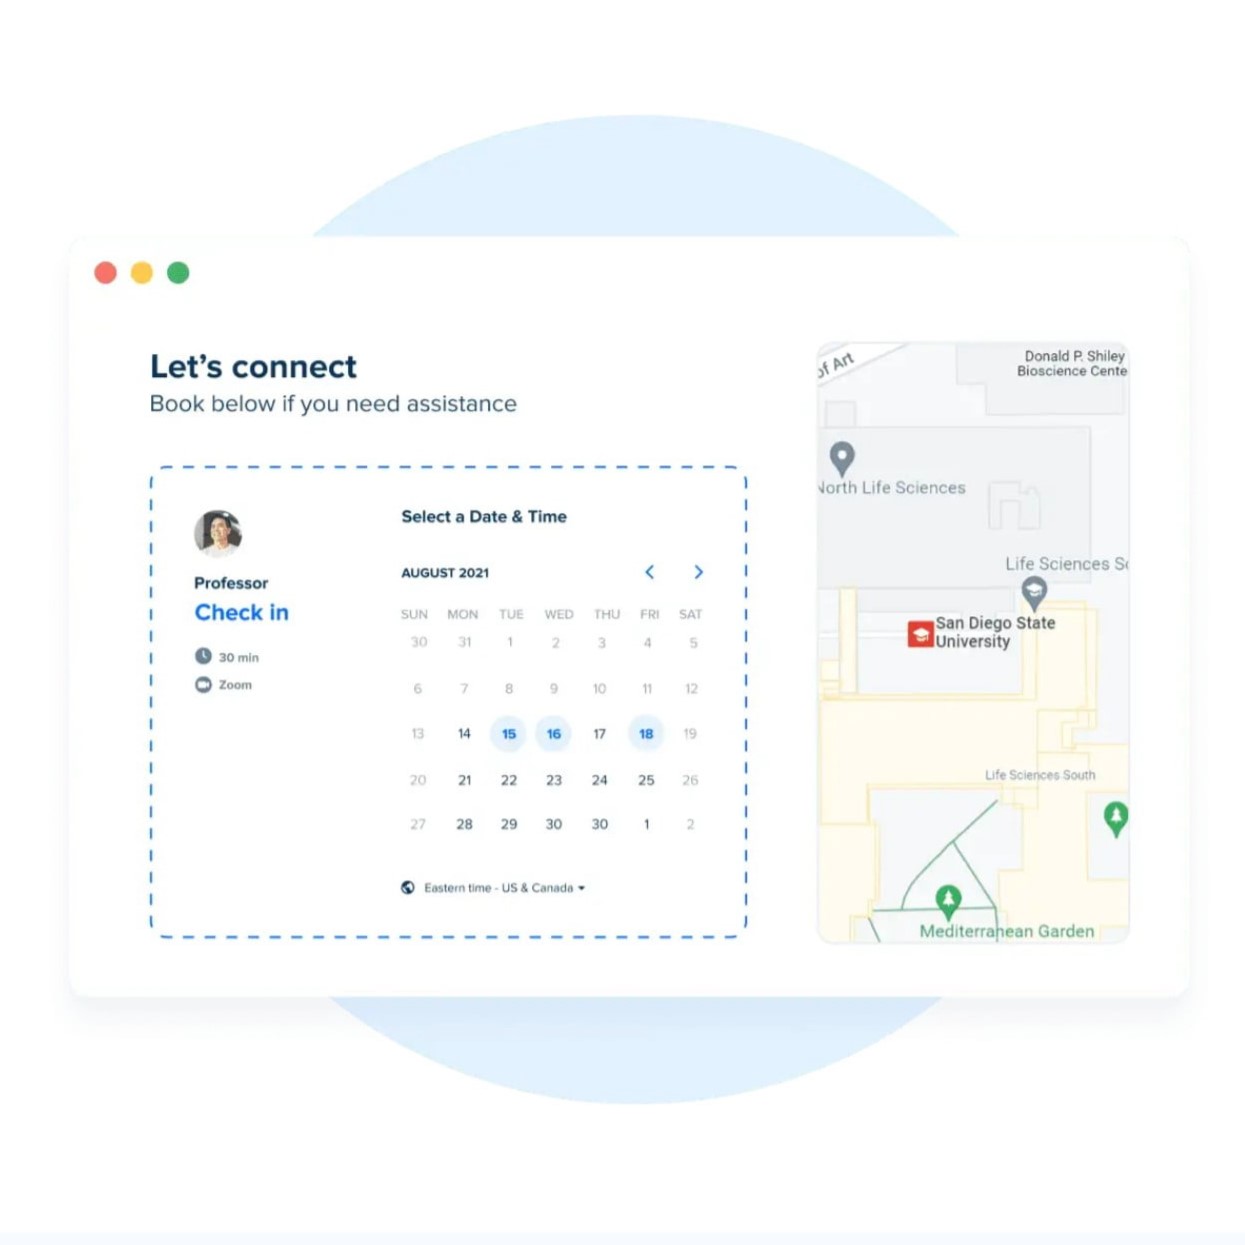 Let's connect
Book below if you need assistance
Professor
Check in
30 min
Zoom
Select a Date & Time
AUGUST 2021
SUN MON TUE WED THU FRI SAT
30 31 1 2 3 4 5
6 7 8 9 10 11 12
13 14 15 16 17 18 19
20 21 22 23 24 25 26
27 28 29 30 30 1 2
Eastern time - US & Canada
of Art
Donald P. Shiley
Bioscience Cente
North Life Sciences
Life Sciences So
San Diego State
University
Life Sciences South
Mediterranean Garden